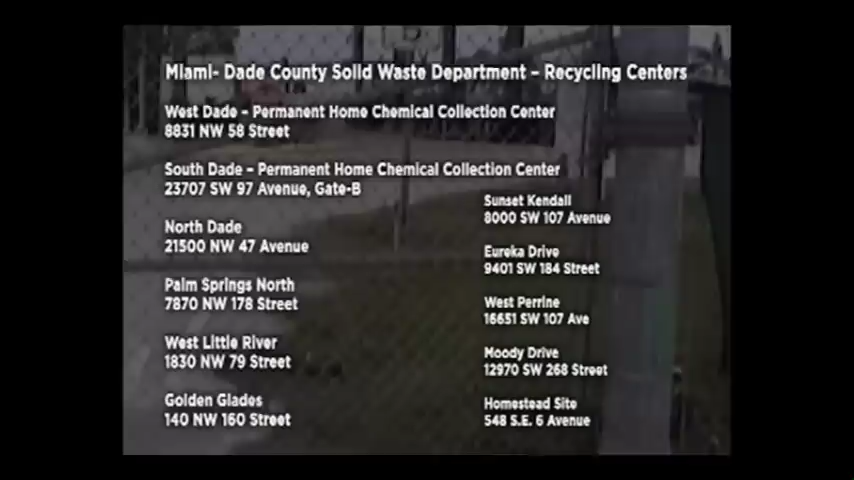 Miami- Dade County Solid Waste Department – Recycling Centers
West Dade – Permanent Home Chemical Collection Center
8831 NW 58 Street
South Dade – Permanent Home Chemical Collection Center
23707 SW 97 Avenue, Gate-B
North Dade
21500 NW 47 Avenue
Palm Springs North
7870 NW 178 Street
West Little River
1830 NW 79 Street
Golden Glades
140 NW 160 Street
Sunset Kendall
8000 SW 107 Avenue
Eureka Drive
9401 SW 184 Street
West Perrine
16651 SW 107 Ave
Moody Drive
12970 SW 268 Street
Homestead Site
548 S.E. 6 Avenue